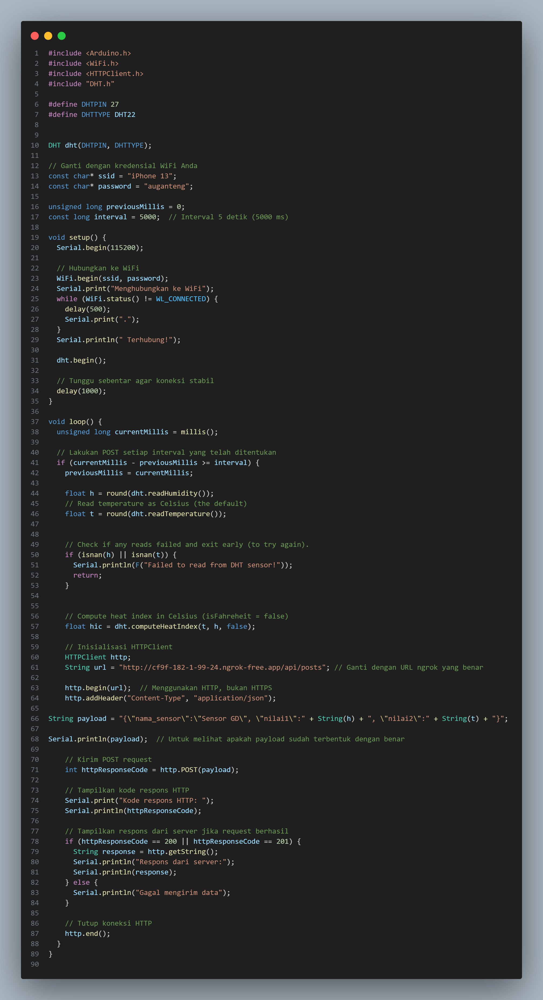 1 #include <Arduino.h>
2 #include <WiFi.h>
3 #include <HTTPClient.h>
4 #include "DHT.h"
5
6 #define DHTPIN 27
7 #define DHTTYPE DHT22
8
9
10 DHT dht(DHTPIN, DHTTYPE);
11
12 // Ganti dengan kredensial WiFi Anda
13 const char* ssid = "iPhone 13";
14 const char* password = "auganteng";
15
16 unsigned long previousMillis = 0;
17 const long interval = 5000;  // Interval 5 detik (5000 ms)
18
19 void setup() {
20   Serial.begin(115200);
21
22   // Hubungkan ke WiFi
23   WiFi.begin(ssid, password);
24   Serial.print("Menghubungkan ke WiFi");
25   while (WiFi.status() != WL_CONNECTED) {
26     delay(500);
27     Serial.print(".");
28   }
29   Serial.println(" Terhubung!");
30
31   dht.begin();
32
33   // Tunggu sebentar agar koneksi stabil
34   delay(1000);
35 }
36
37 void loop() {
38   unsigned long currentMillis = millis();
39
40   // Lakukan POST setiap interval yang telah ditentukan
41   if (currentMillis - previousMillis >= interval) {
42     previousMillis = currentMillis;
43
44     float h = round(dht.readHumidity());
45     // Read temperature as Celsius (the default)
46     float t = round(dht.readTemperature());
47
48
49     // Check if any reads failed and exit early (to try again).
50     if (isnan(h) || isnan(t)) {
51       Serial.println(F("Failed to read from DHT sensor!"));
52       return;
53     }
54
55
56     // Compute heat index in Celsius (isFahreheit = false)
57     float hic = dht.computeHeatIndex(t, h, false);
58
59     // Inisialisasi HTTPClient
60     HTTPClient http;
61     String url = "http://cf9f-182-1-99-24.ngrok-free.app/api/posts"; // Ganti dengan URL ngrok yang benar
62
63     http.begin(url);  // Menggunakan HTTP, bukan HTTPS
64     http.addHeader("Content-Type", "application/json");
65
66 String payload = "{\"nama_sensor\":\"Sensor GD\", \"nilai1\":" + String(h) + ", \"nilai2\":" + String(t) + "}";
67
68 Serial.println(payload);  // Untuk melihat apakah payload sudah terbentuk dengan benar
69
70     // Kirim POST request
71     int httpResponseCode = http.POST(payload);
72
73     // Tampilkan kode respons HTTP
74     Serial.print("Kode respons HTTP: ");
75     Serial.println(httpResponseCode);
76
77     // Tampilkan respons dari server jika request berhasil
78     if (httpResponseCode == 200 || httpResponseCode == 201) {
79       String response = http.getString();
80       Serial.println("Respons dari server:");
81       Serial.println(response);
82     } else {
83       Serial.println("Gagal mengirim data");
84     }
85
86     // Tutup koneksi HTTP
87     http.end();
88   }
89 }
90